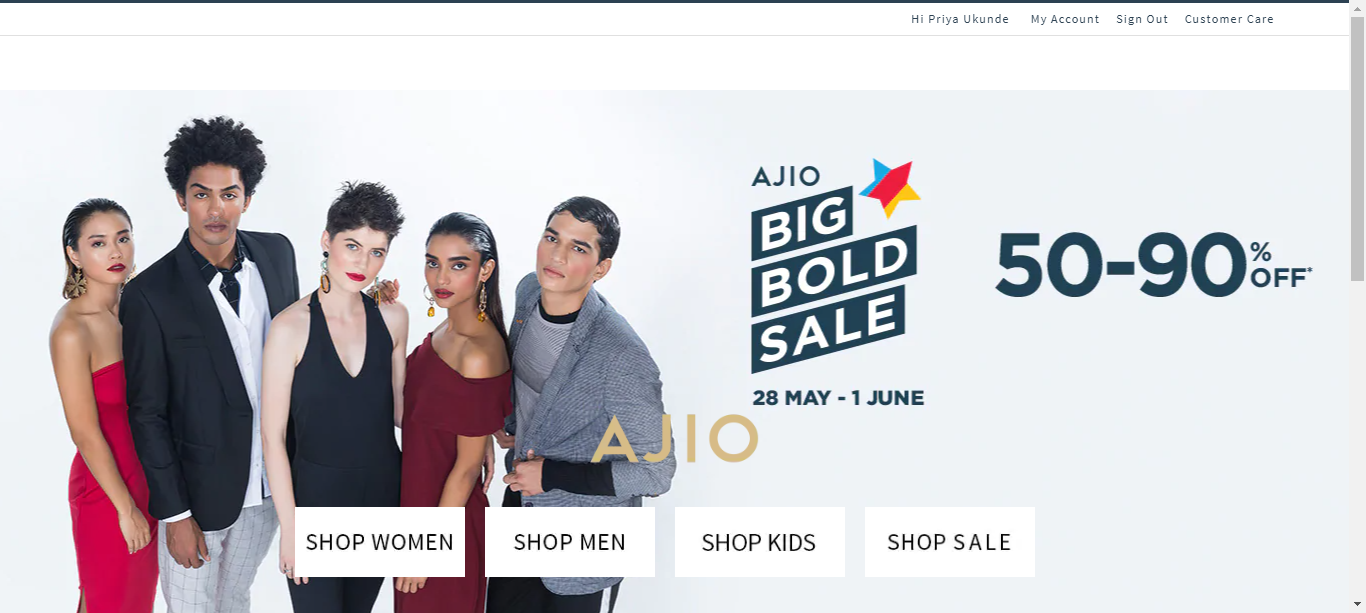 Hi Priya Ukunde My Account Sign Out Customer Care
AJIO
BIG
BOLD
SALE
50-90% OFF*
28 MAY - 1 JUNE
AJIO
SHOP WOMEN SHOP MEN SHOP KIDS SHOP SALE